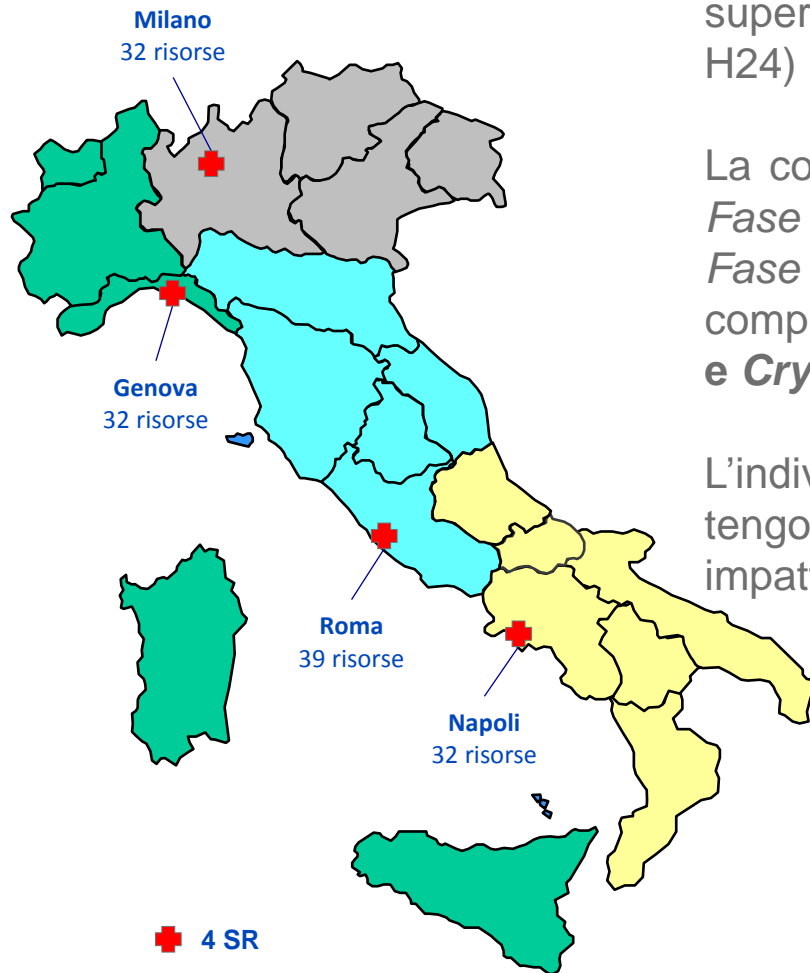 Milano
32 risorse
Genova
32 risorse
Roma
39 risorse
Napoli
32 risorse
4 SR
super
H24)
La co
Fase
Fase
comp
e Cry
L'indiv
tengo
impat